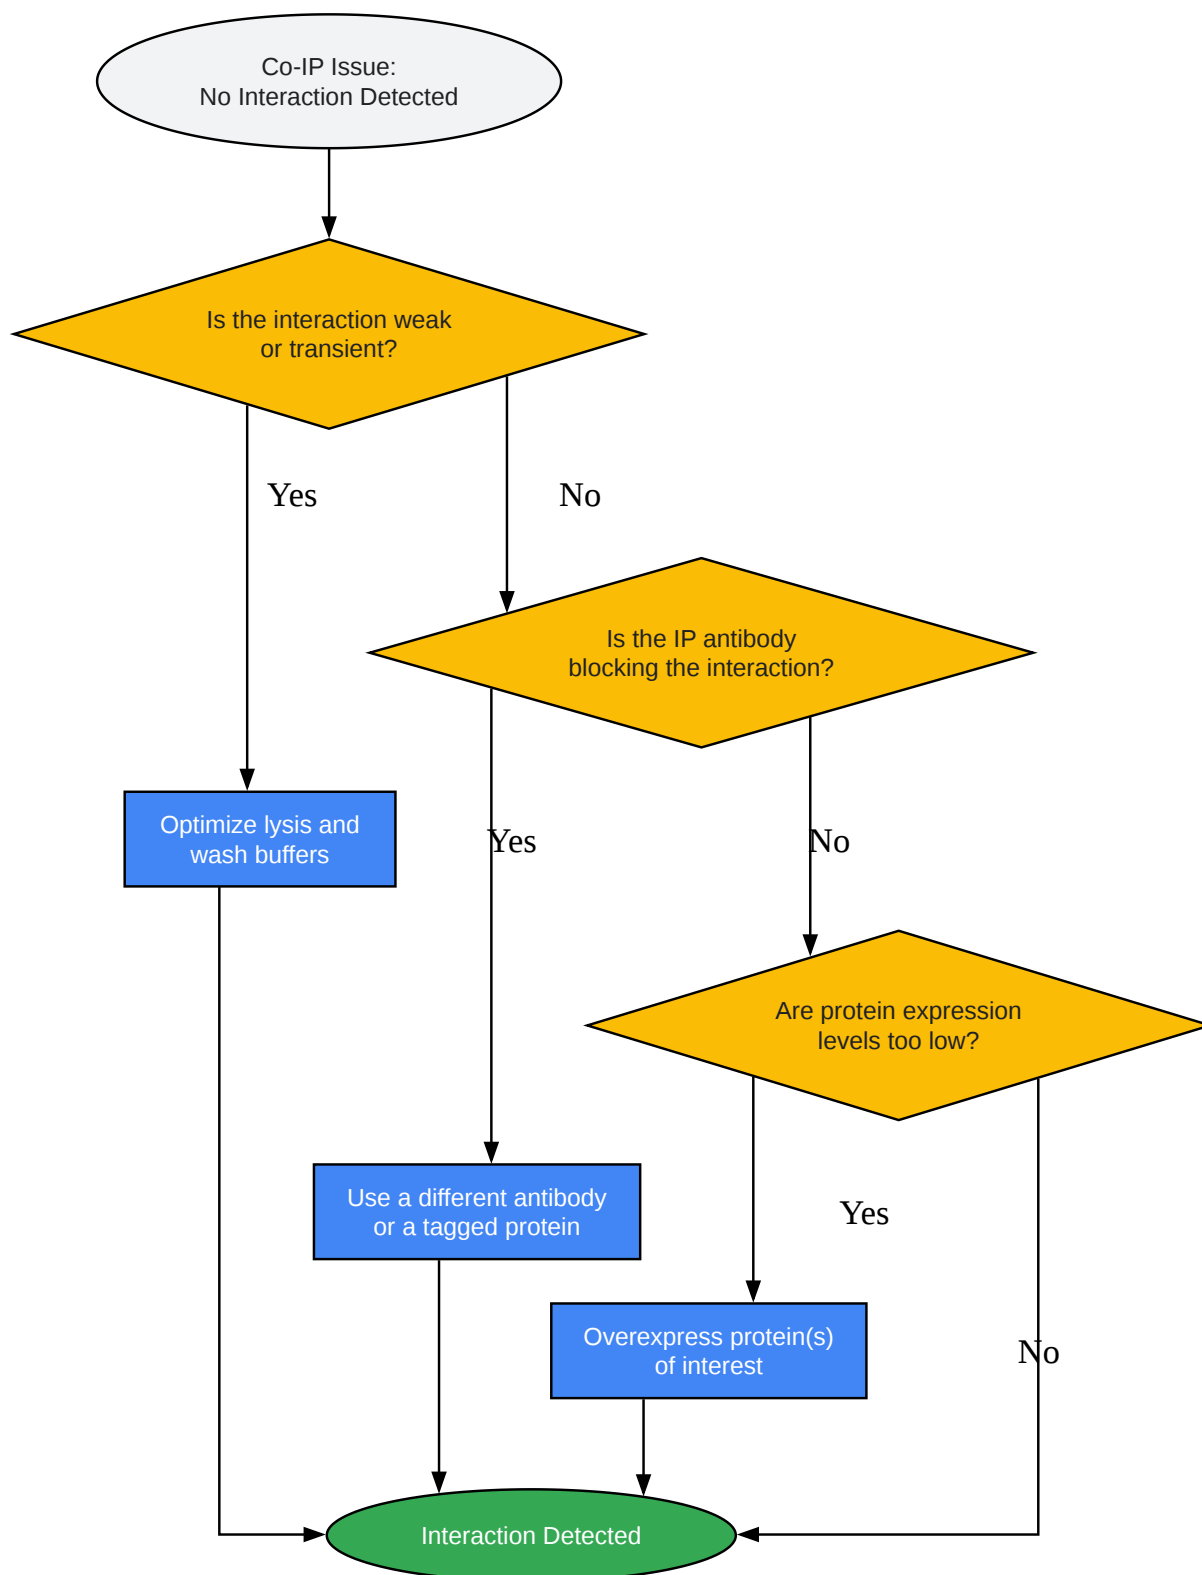 Co-IP Issue:
No Interaction Detected
Is the interaction weak
or transient?
Yes
No
Is the IP antibody
blocking the interaction?
Optimize lysis and
wash buffers
Yes
No
Are protein expression
levels too low?
Use a different antibody
or a tagged protein
Yes
Overexpress protein(s)
of interest
No
Interaction Detected